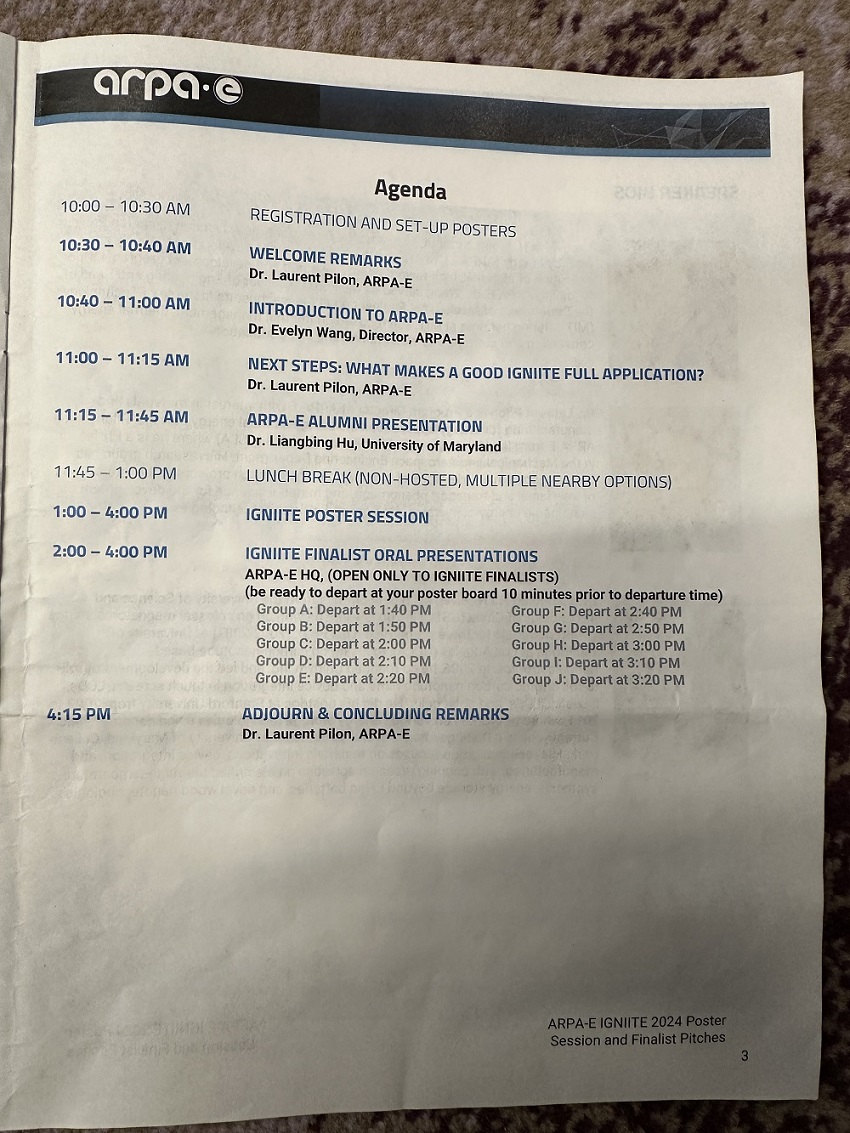 arpa·e
Agenda
10:00 – 10:30 AM REGISTRATION AND SET-UP POSTERS
10:30 – 10:40 AM WELCOME REMARKS
Dr. Laurent Pilon, ARPA-E
10:40 – 11:00 AM INTRODUCTION TO ARPA-E
Dr. Evelyn Wang, Director, ARPA-E
11:00 – 11:15 AM NEXT STEPS: WHAT MAKES A GOOD IGNIITE FULL APPLICATION?
Dr. Laurent Pilon, ARPA-E
11:15 – 11:45 AM ARPA-E ALUMNI PRESENTATION
Dr. Liangbing Hu, University of Maryland
11:45 – 1:00 PM LUNCH BREAK (NON-HOSTED, MULTIPLE NEARBY OPTIONS)
1:00 – 4:00 PM IGNIITE POSTER SESSION
2:00 – 4:00 PM IGNIITE FINALIST ORAL PRESENTATIONS
ARPA-E HQ, (OPEN ONLY TO IGNIITE FINALISTS)
(be ready to depart at your poster board 10 minutes prior to departure time)
Group A: Depart at 1:40 PM Group F: Depart at 2:40 PM
Group B: Depart at 1:50 PM Group G: Depart at 2:50 PM
Group C: Depart at 2:00 PM Group H: Depart at 3:00 PM
Group D: Depart at 2:10 PM Group I: Depart at 3:10 PM
Group E: Depart at 2:20 PM Group J: Depart at 3:20 PM
4:15 PM ADJOURN & CONCLUDING REMARKS
Dr. Laurent Pilon, ARPA-E
ARPA-E IGNIITE 2024 Poster
Session and Finalist Pitches
3